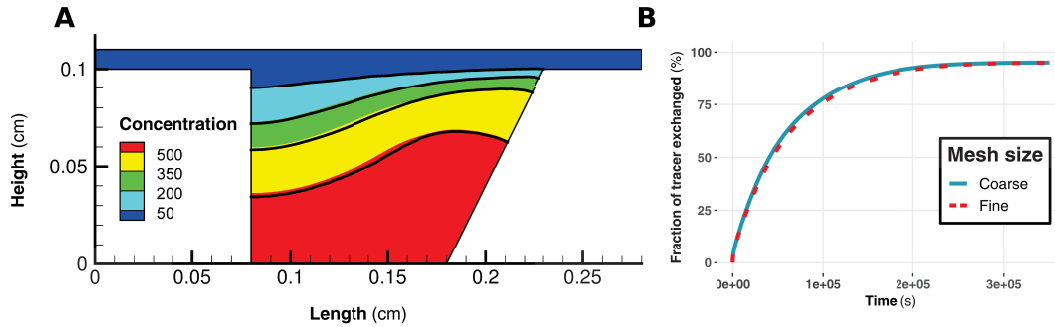 A
Height (cm)
0.1
0.05
0
Concentration
500
350
200
50
0
0.05
0.1
0.15
0.2
0.25
Length (cm)
B
Fraction of tracer exchanged (%)
100
75
50
25
0
Mesh size
Coarse
Fine
0e+00
1e+05
2e+05
3e+05
Time (s)